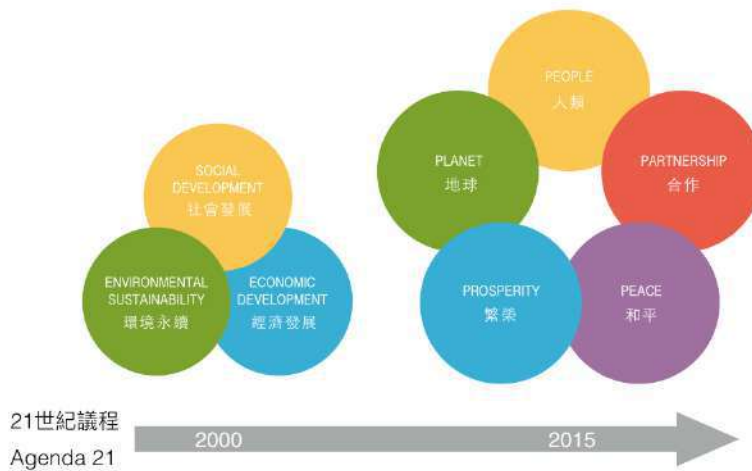 PEOPLE
人類
PLANET
地球
PARTNERSHIP
合作
PROSPERITY
繁榮
PEACE
和平
SOCIAL
DEVELOPMENT
社會發展
ENVIRONMENTAL
SUSTAINABILITY
環境永續
ECONOMIC
DEVELOPMENT
經濟發展
21世紀議程
Agenda 21
2000
2015